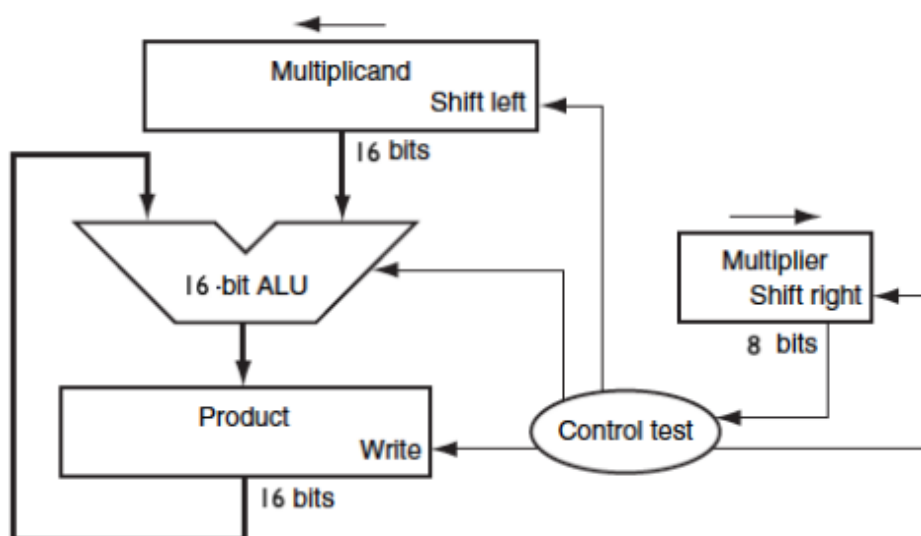 Multiplicand
Shift left
16 bits
16-bit ALU
Multiplier
Shift right
8 bits
Product
Write
Control test
16 bits